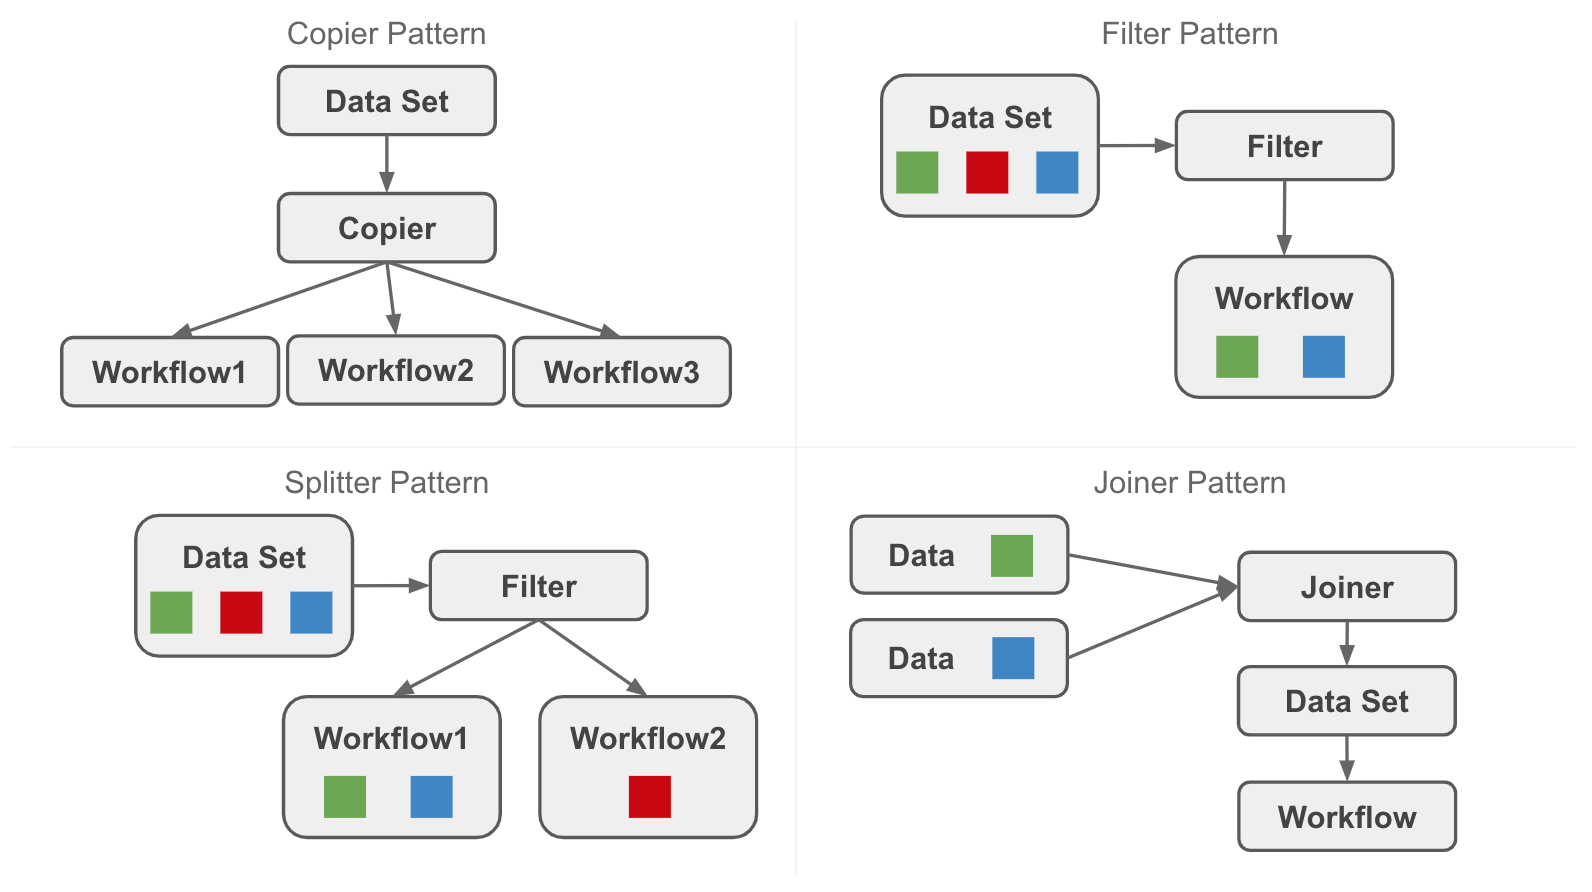 Copier Pattern
Data Set
Copier
Workflow1
Workflow2
Workflow3
Filter Pattern
Data Set
Filter
Workflow
Splitter Pattern
Data Set
Filter
Workflow1
Workflow2
Joiner Pattern
Data
Data
Joiner
Data Set
Workflow